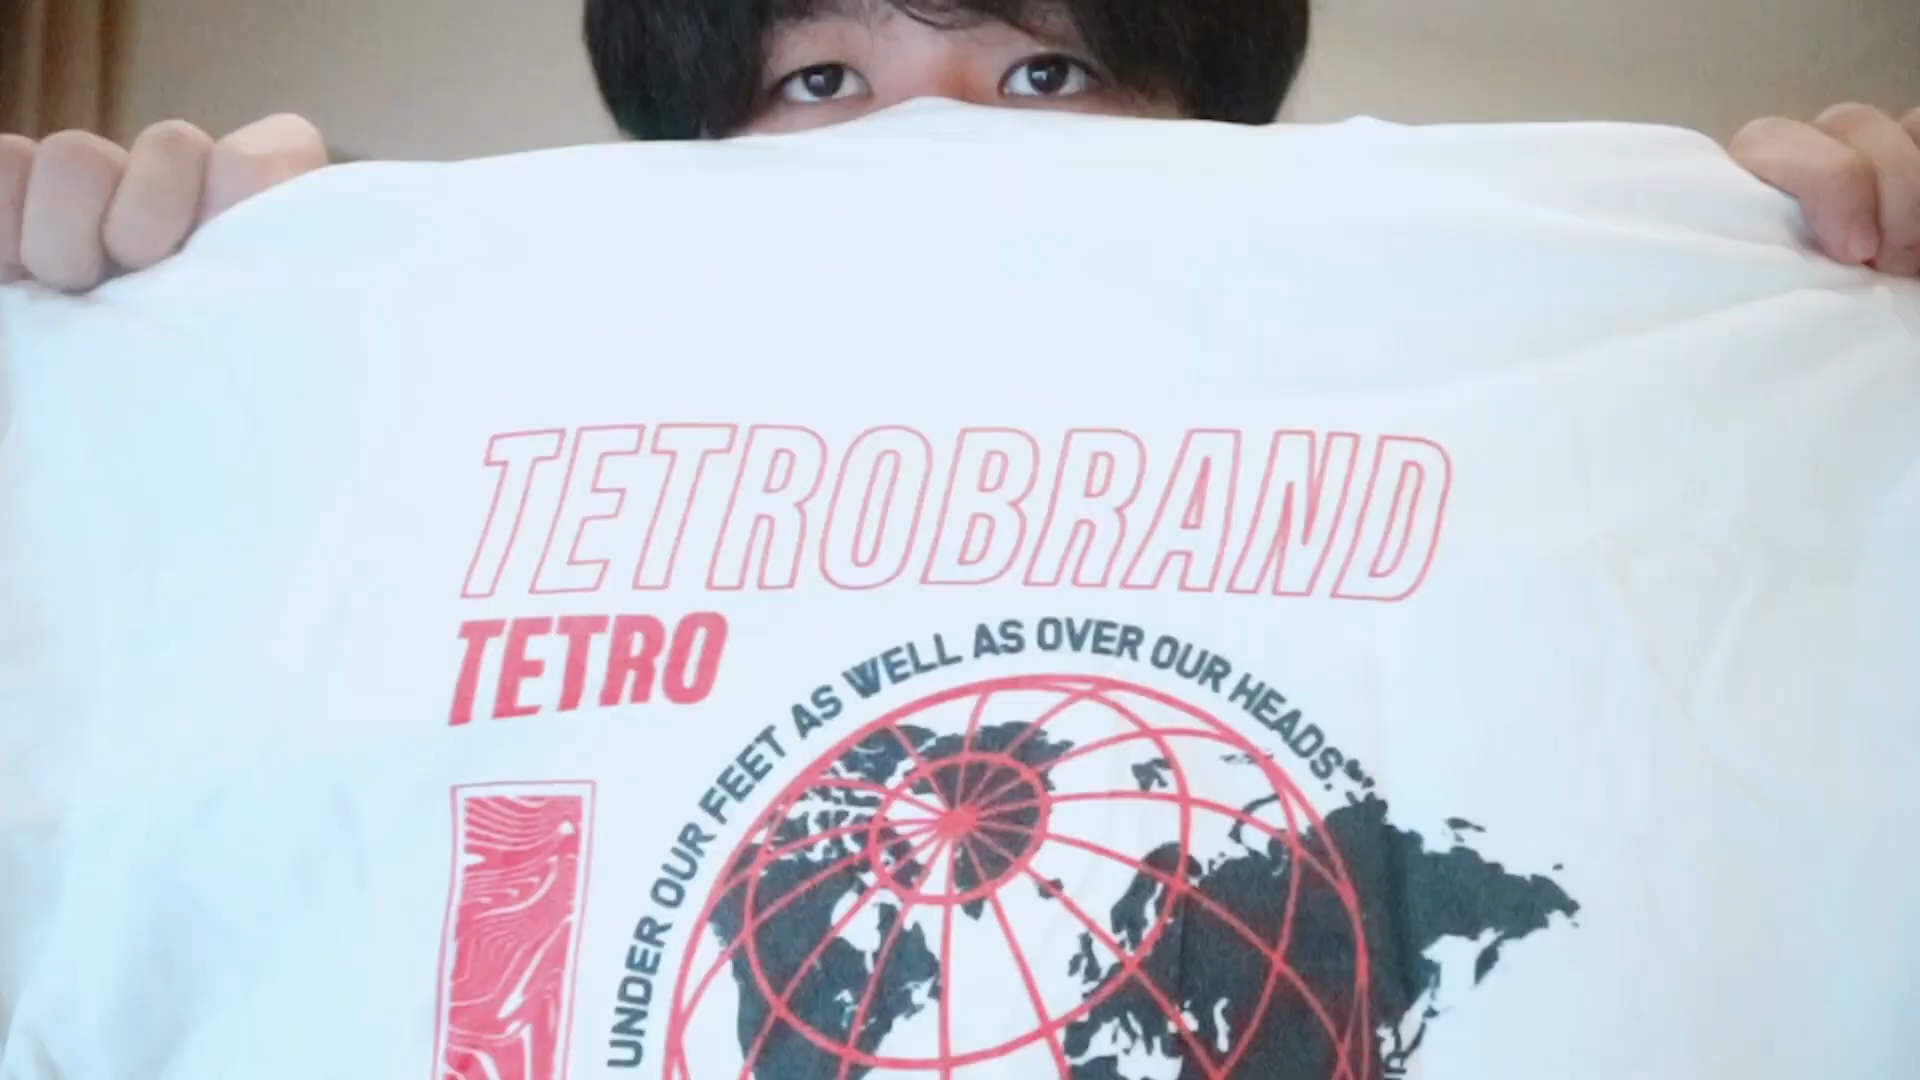 TETROBRAND
TETRO
UNDER OUR FEET AS WELL AS OVER OUR HEADS.